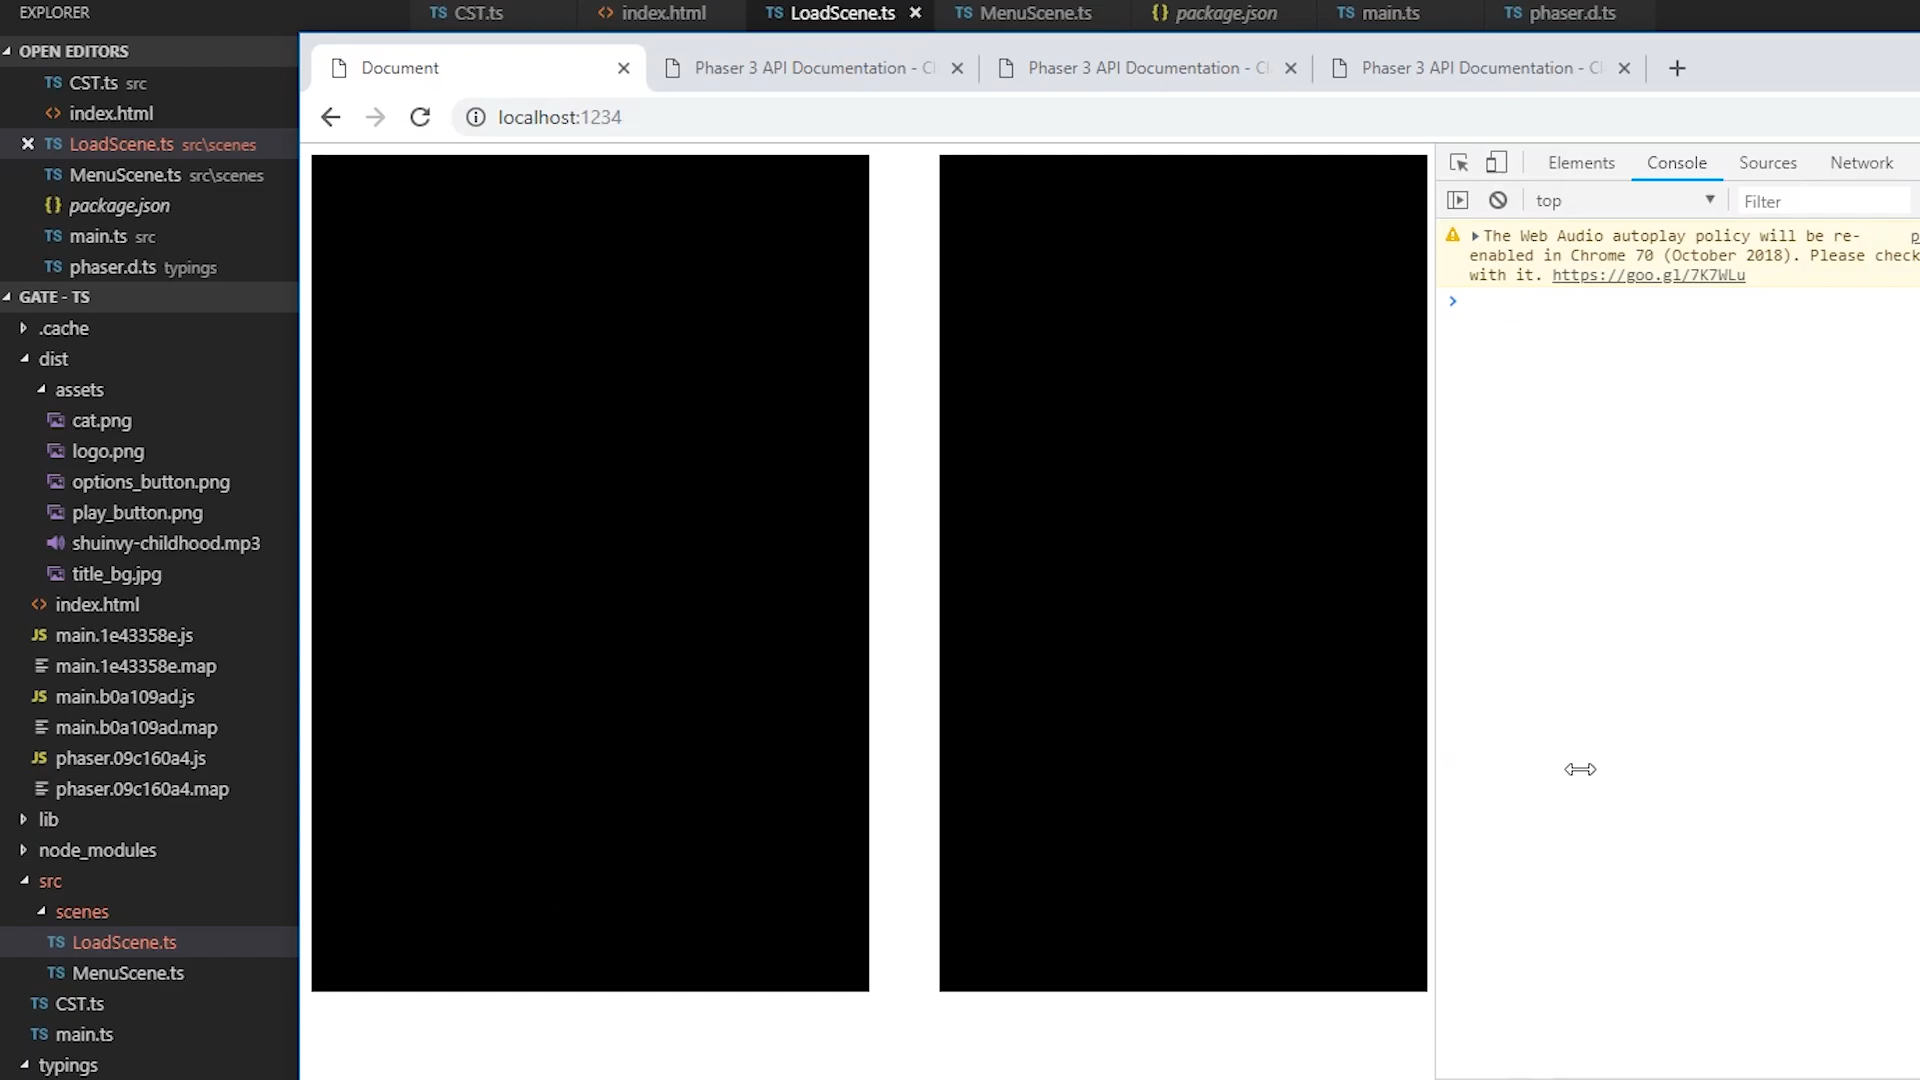 EXPLORER
TS CST.ts
<> index.html
TS LoadScene.ts
TS MenuScene.ts
{} package.json
TS main.ts
TS phaser.d.ts
OPEN EDITORS
TS CST.ts src
<> index.html
TS LoadScene.ts src\scenes
TS MenuScene.ts src\scenes
{} package.json
TS main.ts src
TS phaser.d.ts typings
GATE - TS
.cache
dist
assets
cat.png
logo.png
options_button.png
play_button.png
shuinvy-childhood.mp3
title_bg.jpg
<> index.html
JS main.1e43358e.js
main.1e43358e.map
JS main.b0a109ad.js
main.b0a109ad.map
JS phaser.09c160a4.js
phaser.09c160a4.map
lib
node_modules
src
scenes
TS LoadScene.ts
TS MenuScene.ts
TS CST.ts
TS main.ts
typings
Document
Phaser 3 API Documentation -
Phaser 3 API Documentation -
Phaser 3 API Documentation -
localhost:1234
Elements Console Sources Network
top
Filter
The Web Audio autoplay policy will be re-
enabled in Chrome 70 (October 2018). Please check
with it. https://goo.gl/7K7WLu